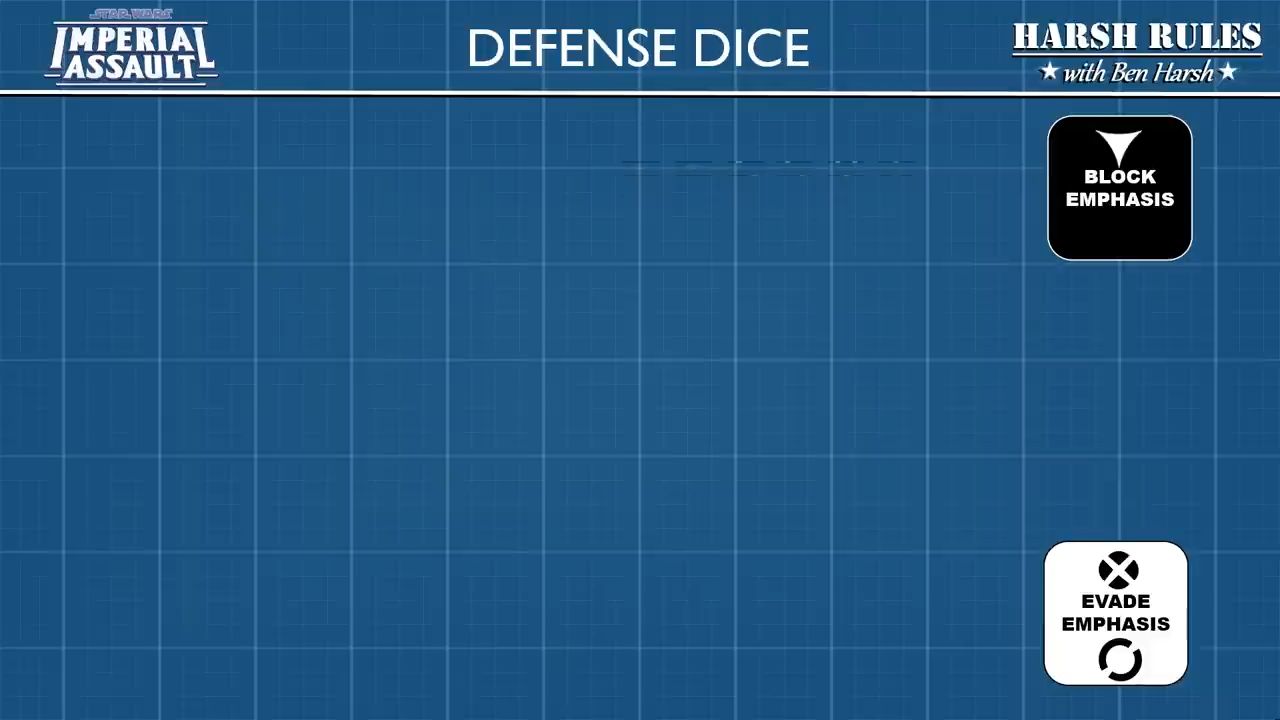 STAR WARS
IMPERIAL
ASSAULT
DEFENSE DICE
HARSH RULES
with Ben Harsh
BLOCK
EMPHASIS
EVADE
EMPHASIS